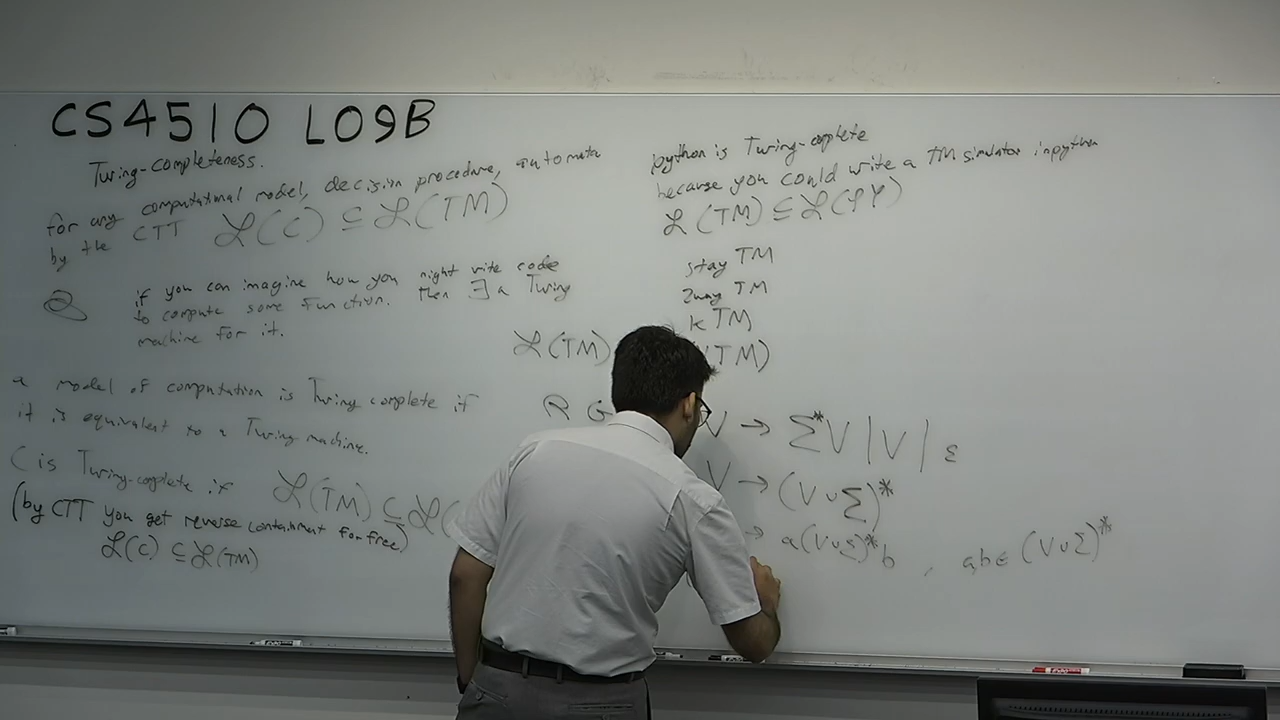 CS4510 L09B
Turing-completeness.
for any computational model, decision procedure, automata
by the CTT ℒ(C) ⊆ ℒ(TM)
if you can imagine how you might write code
to compute some function. then ∃ a Turing
machine for it.
a model of computation is Turing complete if
it is equivalent to a Turing machine.
C is Turing-complete if ℒ(TM) ⊆ ℒ(
(by CTT you get reverse containment for free)
ℒ(C) ⊆ ℒ(TM)
python is Turing-coplete
because you could write a TM simulator in python
ℒ(TM) ⊆ ℒ(PY)
stay TM
2way TM
k TM
ℒ(TM) TM)
R G V → Σ*V | V | ε
V → (V ∪ Σ)*
→ a(V ∪ Σ)*b , a,b ∈ (V ∪ Σ)*